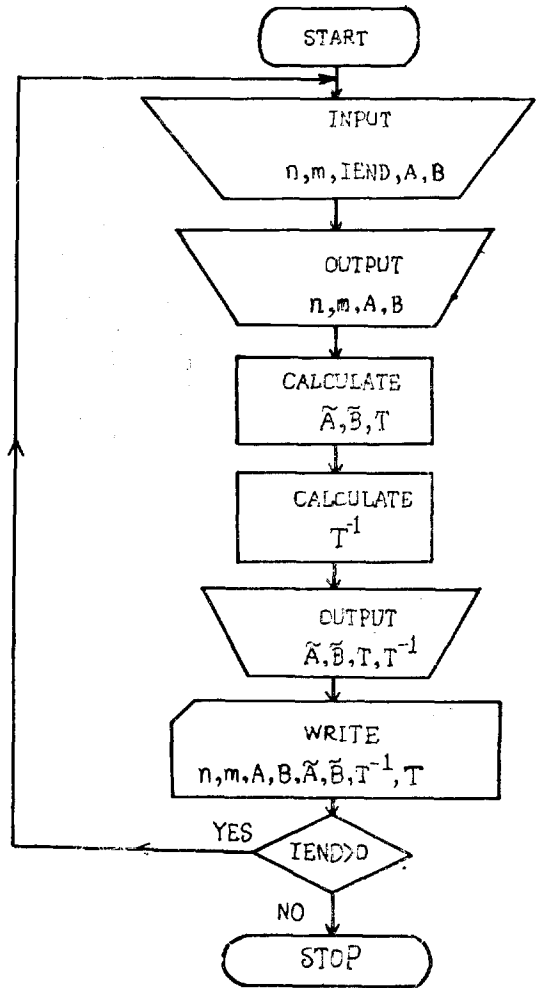 START
INPUT
n,m,IEND,A,B
OUTPUT
n,m,A,B
CALCULATE
Ã,B̃,T
CALCULATE
T⁻¹
OUTPUT
Ã,B̃,T,T⁻¹
WRITE
n,m,A,B,Ã,B̃,T⁻¹,T
YES
IEND>0
NO
STOP